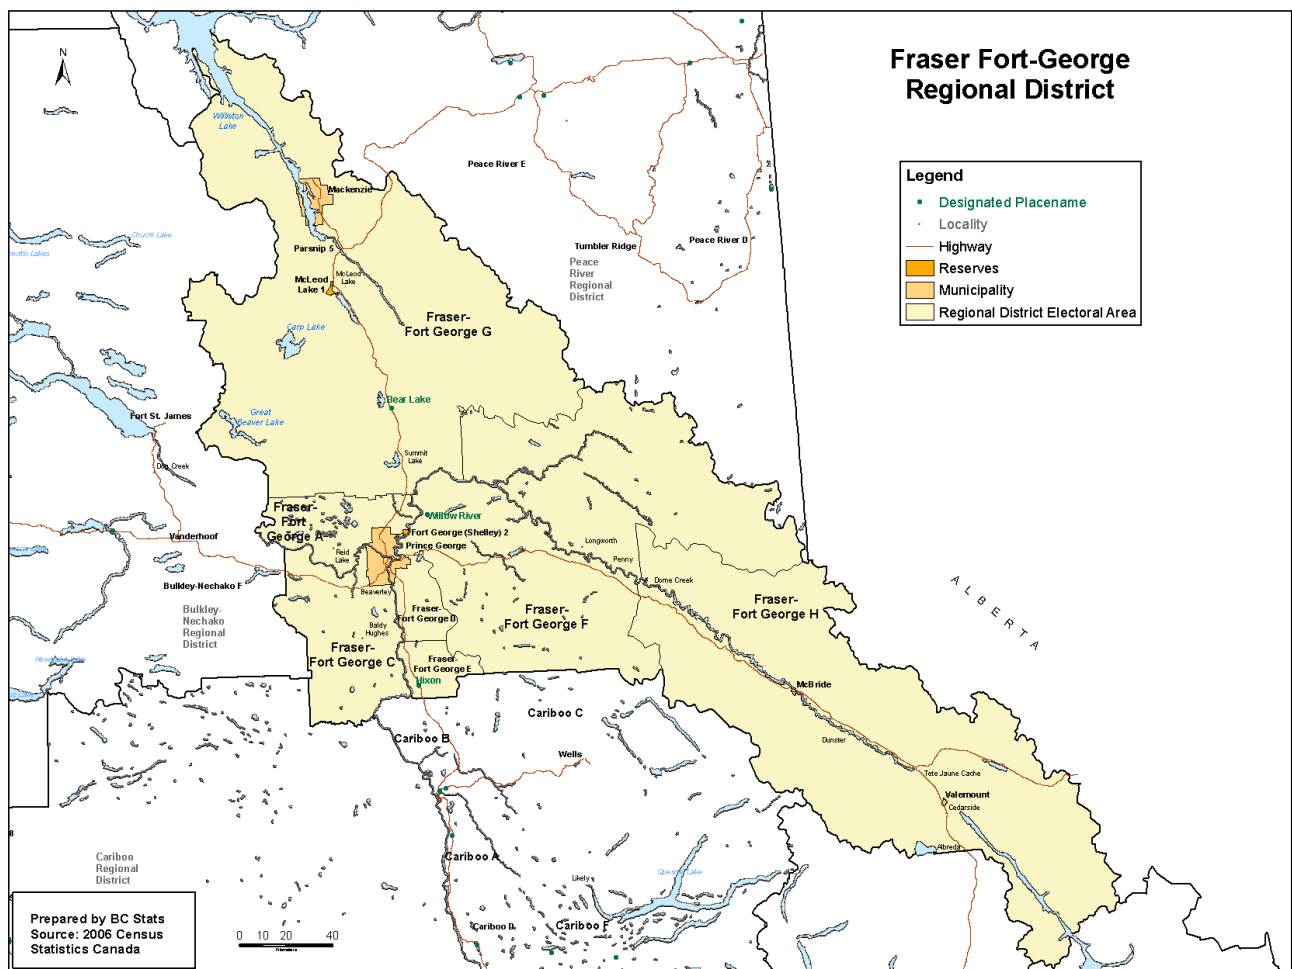 Fraser Fort-George
Regional District
N
Legend
Designated Placename
Locality
Highway
Reserves
Municipality
Regional District Electoral Area
Williston
Lake
Mackenzie
Peace River E
Peace River D
Tumbler Ridge
Peace
River
Regional
District
Chuchi Lake
Parsnip 5
McLeod
Lake 1
McLeod
Lake
Fraser-
Fort George G
Carp Lake
Bear Lake
Great
Beaver Lake
Fort St. James
Dog Creek
Summit
Lake
Fraser-
Fort
George A
Willow River
Fort George (Shelley) 2
Prince George
Vanderhoof
Reid
Lake
Longworth
Penny
Dome Creek
Bulkley-Nechako F
Beaverley
Bulkley-
Nechako
Regional
District
Baldy
Hughes
Fraser-
Fort George D
Fraser-
Fort George F
Fraser-
Fort George H
ALBERTA
Fraser-
Fort George C
Fraser-
Fort George E
Hixon
McBride
Cariboo C
Cariboo B
Dunster
Wells
Tete Jaune Cache
Valemount
Cedarside
Albreda
Cariboo A
Cariboo
Regional
District
Quesnel Lake
Likely
Cariboo F
Prepared by BC Stats
Source: 2006 Census
Statistics Canada
0 10 20 40
Kilometers